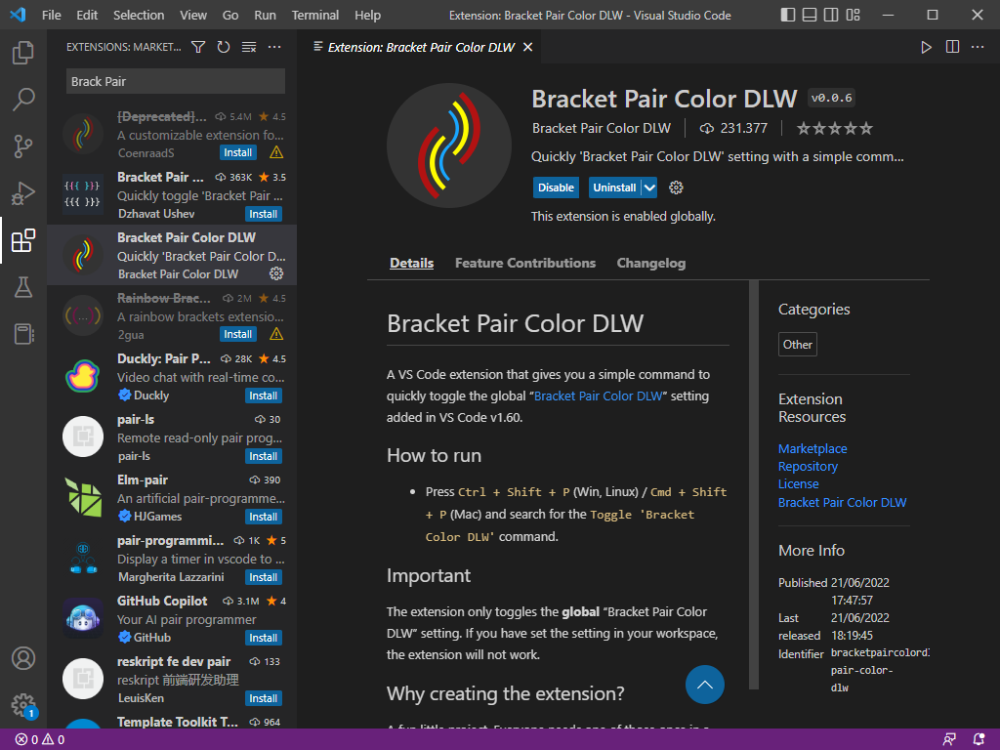 File Edit Selection View Go Run Terminal Help Extension: Bracket Pair Color DLW - Visual Studio Code
EXTENSIONS: MARKET...
Brack Pair
[Deprecated]... 5.4M 4.5
A customizable extension fo...
CoenraadS Install
Bracket Pair ... 363K 3.5
Quickly toggle 'Bracket Pair ...
Dzhavat Ushev Install
Bracket Pair Color DLW
Quickly 'Bracket Pair Color D...
Bracket Pair Color DLW
Rainbow Brac... 2M 4.5
A rainbow brackets extensio...
2gua Install
Duckly: Pair P... 28K 4.5
Video chat with real-time co...
Duckly Install
pair-ls 30
Remote read-only pair prog...
pair-ls Install
Elm-pair 390
An artificial pair-programme...
HJGames Install
pair-programmi... 1K 5
Display a timer in vscode to ...
Margherita Lazzarini Install
GitHub Copilot 3.1M 4
Your AI pair programmer
GitHub Install
reskript fe dev pair 133
reskript 前端研发助理
LeuisKen Install
Template Toolkit T... 964
Extension: Bracket Pair Color DLW
Bracket Pair Color DLW v0.0.6
Bracket Pair Color DLW 231.377
Quickly 'Bracket Pair Color DLW' setting with a simple comm...
Disable Uninstall
This extension is enabled globally.
Details Feature Contributions Changelog
Bracket Pair Color DLW
A VS Code extension that gives you a simple command to
quickly toggle the global “Bracket Pair Color DLW” setting
added in VS Code v1.60.
How to run
• Press Ctrl + Shift + P (Win, Linux) / Cmd + Shift
+ P (Mac) and search for the Toggle 'Bracket
Color DLW' command.
Important
The extension only toggles the global “Bracket Pair Color
DLW” setting. If you have set the setting in your workspace,
the extension will not work.
Why creating the extension?
A fun little project. Everyone needs one of those once in a
Categories
Other
Extension
Resources
Marketplace
Repository
License
Bracket Pair Color DLW
More Info
Published 21/06/2022
17:47:57
Last 21/06/2022
released 18:19:45
Identifier bracketpaircolord
pair-color-
dlw
1
0 0